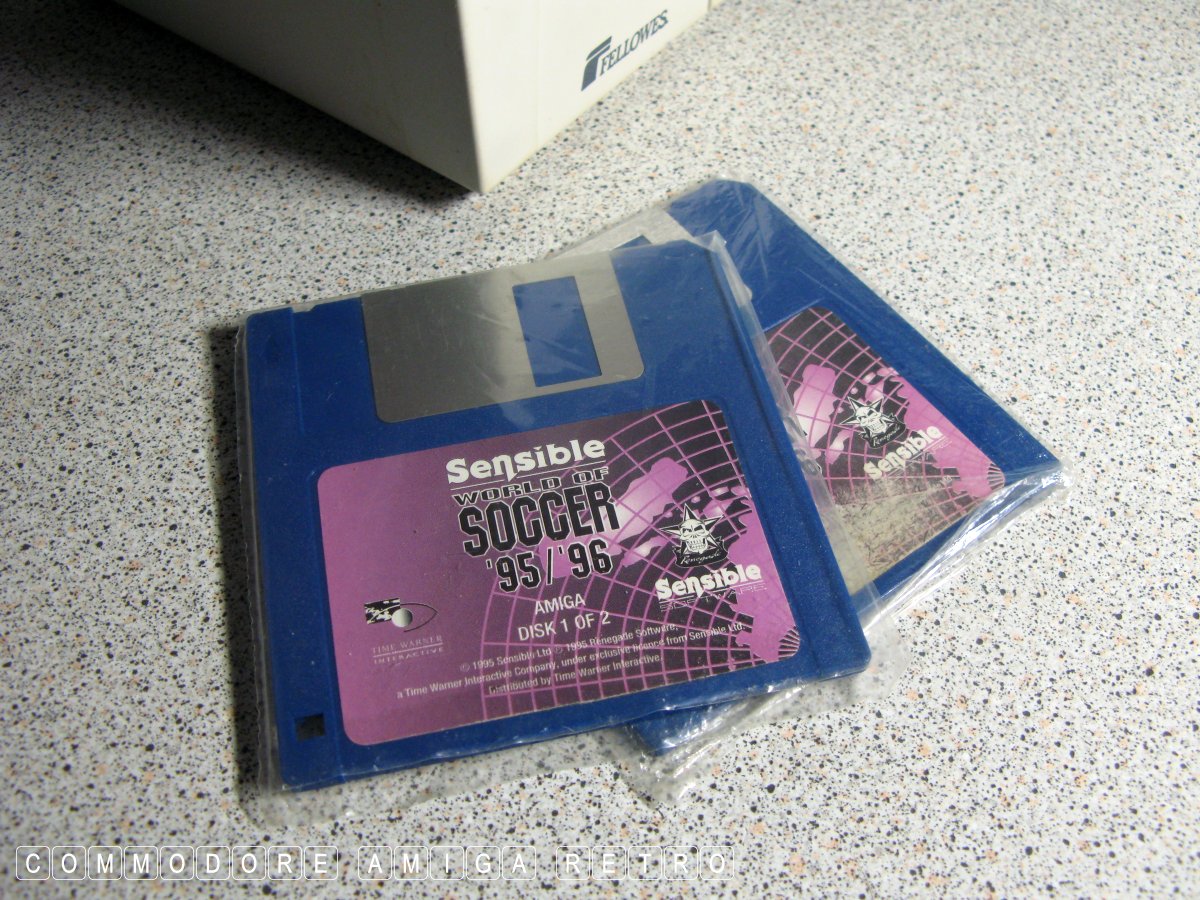 FELLOWES
Sensible
WORLD OF
SOCCER
'95/'96
AMIGA
DISK 1 OF 2
Renegade
Sensible
SOFTWARE
TIME WARNER
INTERACTIVE
© 1995 Sensible Ltd ℗ 1995 Renegade Software,
a Time Warner Interactive Company, under exclusive licence from Sensible Ltd.
Distributed by Time Warner Interactive.
Renegade
Sensible
COMMODORE AMIGA RETRO